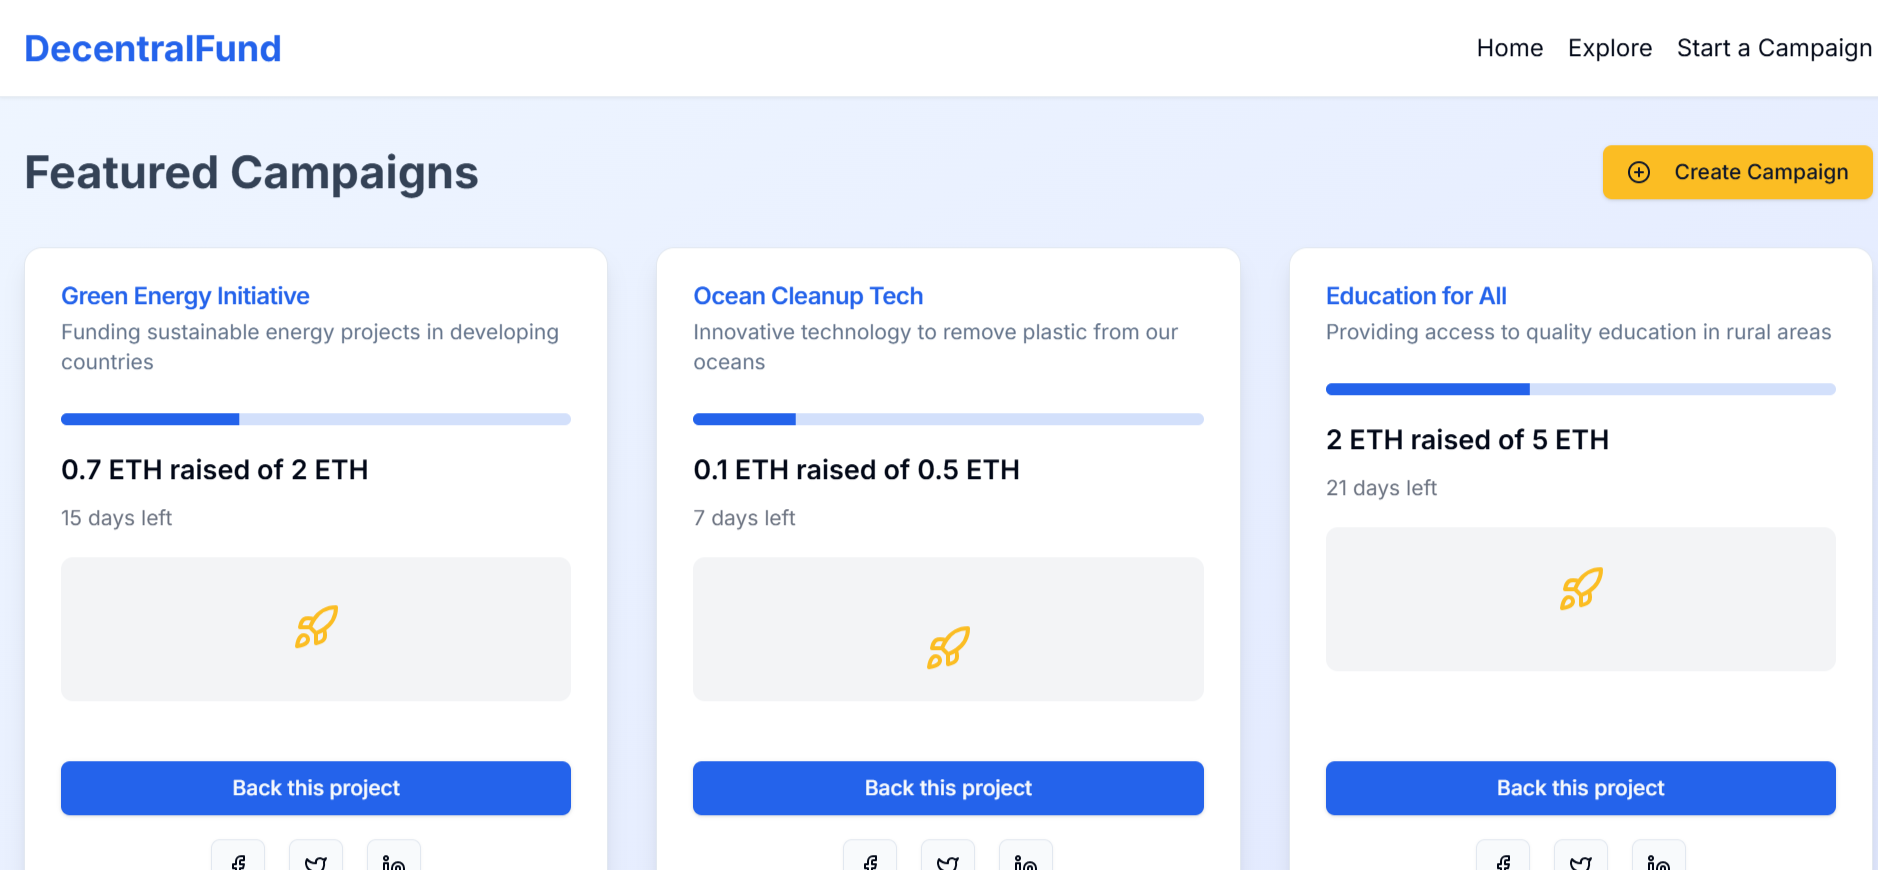 DecentralFund
Home Explore Start a Campaign
Featured Campaigns
Create Campaign
Green Energy Initiative
Funding sustainable energy projects in developing
countries
0.7 ETH raised of 2 ETH
15 days left
Back this project
Ocean Cleanup Tech
Innovative technology to remove plastic from our
oceans
0.1 ETH raised of 0.5 ETH
7 days left
Back this project
Education for All
Providing access to quality education in rural areas
2 ETH raised of 5 ETH
21 days left
Back this project